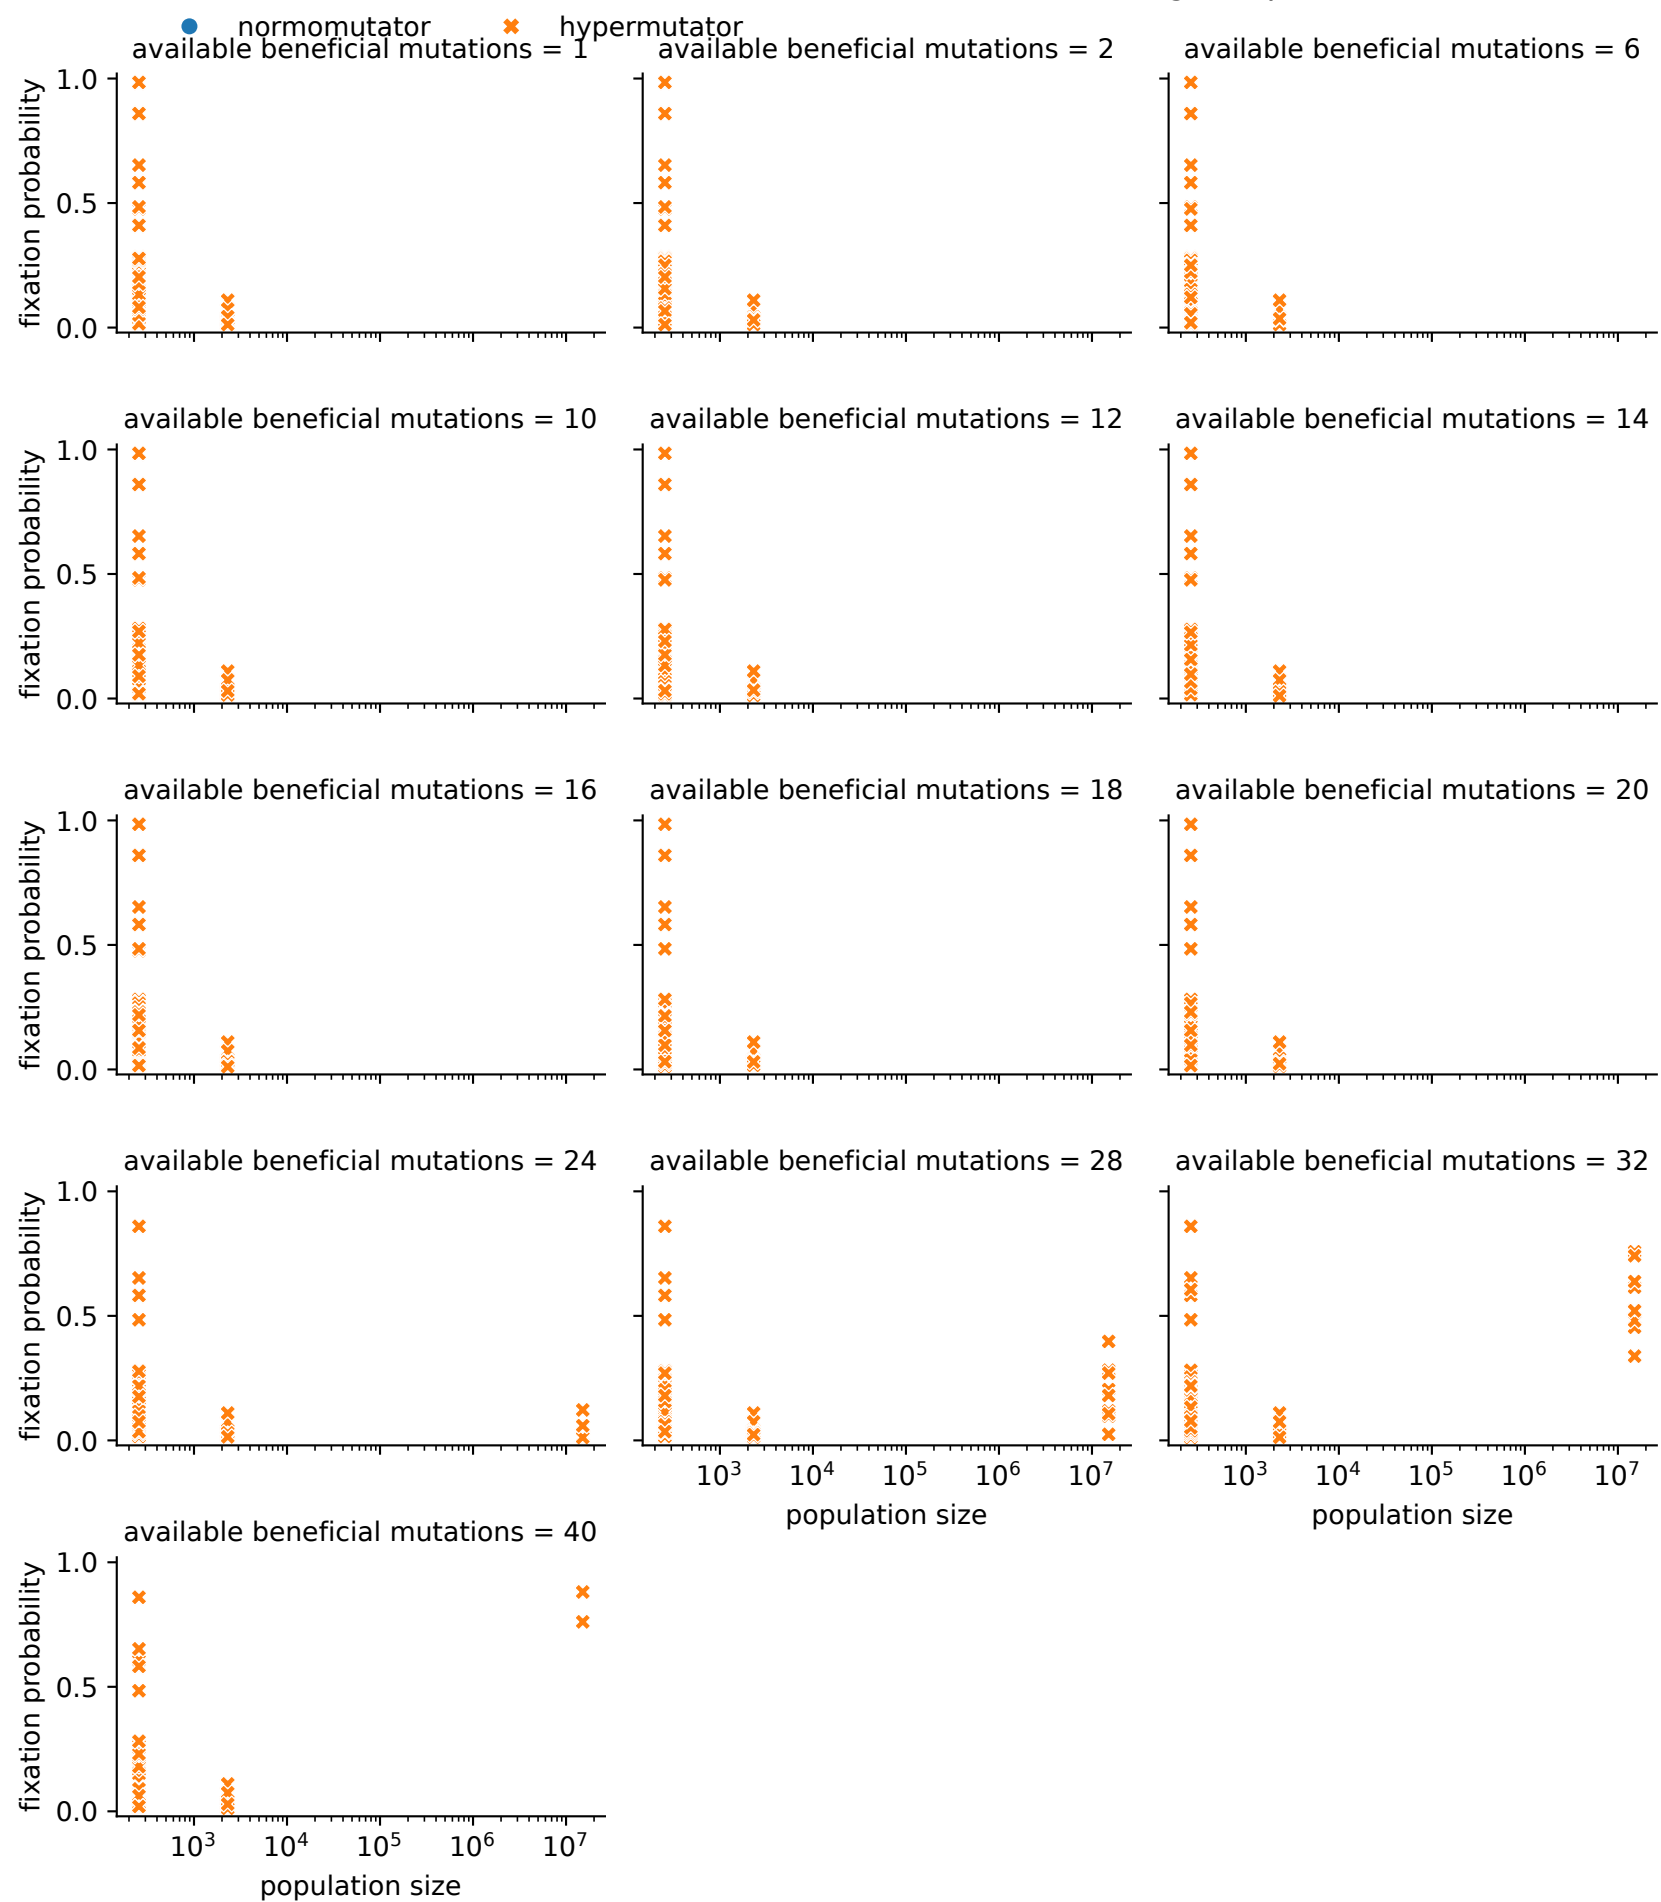 normomutator hypermutator
available beneficial mutations = 1 available beneficial mutations = 2 available beneficial mutations = 6
fixation probability
1.0
0.5
0.0
available beneficial mutations = 10 available beneficial mutations = 12 available beneficial mutations = 14
fixation probability
1.0
0.5
0.0
available beneficial mutations = 16 available beneficial mutations = 18 available beneficial mutations = 20
fixation probability
1.0
0.5
0.0
available beneficial mutations = 24 available beneficial mutations = 28 available beneficial mutations = 32
fixation probability
1.0
0.5
0.0
10³ 10⁴ 10⁵ 10⁶ 10⁷ 10³ 10⁴ 10⁵ 10⁶ 10⁷
population size population size
available beneficial mutations = 40
fixation probability
1.0
0.5
0.0
10³ 10⁴ 10⁵ 10⁶ 10⁷
population size